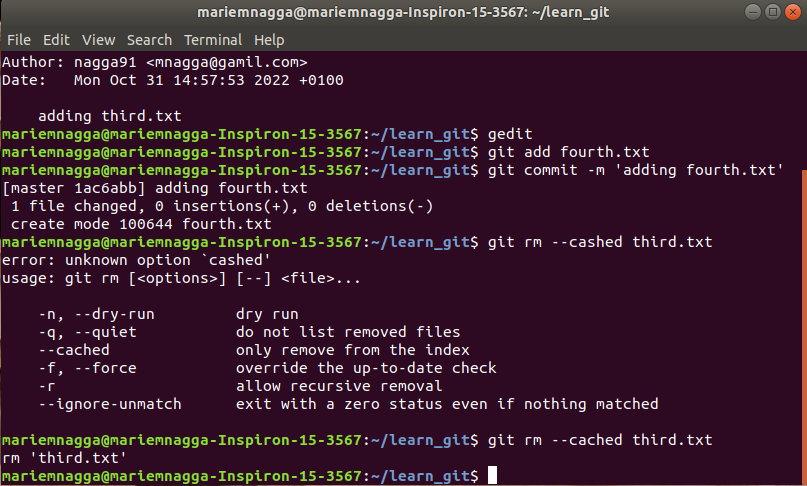 mariemnagga@mariemnagga-Inspiron-15-3567: ~/learn_git
File Edit View Search Terminal Help
Author: nagga91 <mnagga@gamil.com>
Date:   Mon Oct 31 14:57:53 2022 +0100
    adding third.txt
mariemnagga@mariemnagga-Inspiron-15-3567:~/learn_git$ gedit
mariemnagga@mariemnagga-Inspiron-15-3567:~/learn_git$ git add fourth.txt
mariemnagga@mariemnagga-Inspiron-15-3567:~/learn_git$ git commit -m 'adding fourth.txt'
[master 1ac6abb] adding fourth.txt
 1 file changed, 0 insertions(+), 0 deletions(-)
 create mode 100644 fourth.txt
mariemnagga@mariemnagga-Inspiron-15-3567:~/learn_git$ git rm --cashed third.txt
error: unknown option `cashed'
usage: git rm [<options>] [--] <file>...
    -n, --dry-run         dry run
    -q, --quiet           do not list removed files
    --cached              only remove from the index
    -f, --force           override the up-to-date check
    -r                    allow recursive removal
    --ignore-unmatch      exit with a zero status even if nothing matched
mariemnagga@mariemnagga-Inspiron-15-3567:~/learn_git$ git rm --cached third.txt
rm 'third.txt'
mariemnagga@mariemnagga-Inspiron-15-3567:~/learn_git$